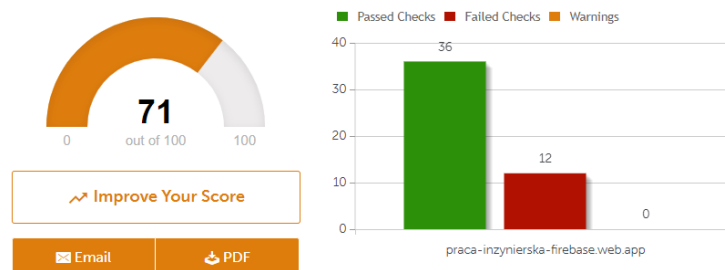 71
0 out of 100 100
Improve Your Score
Email PDF
Passed Checks Failed Checks Warnings
40
36
30
20
12
10
0
0
praca-inzynierska-firebase.web.app